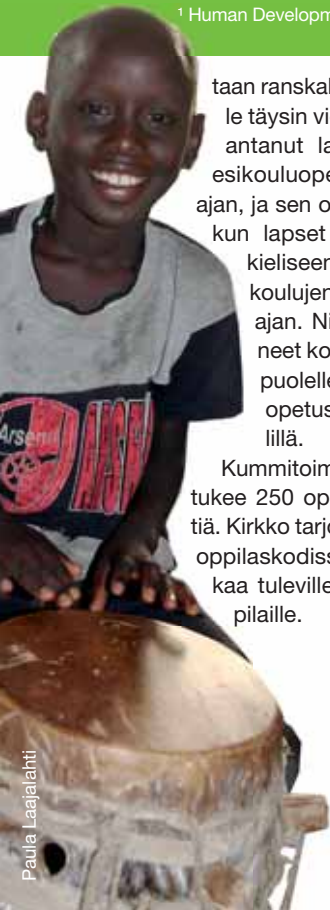 ¹ Human Developm
taan ranskal
le täysin vi
antanut la
esikouluope
ajan, ja sen o
kun lapset
kieliseen
koulujen
ajan. Ni
neet ko
puolelle
opetus
lillä.
Kummitoim
tukee 250 op
tiä. Kirkko tarjo
oppilaskodiss
kaa tuleville
pilaille.
Arsen
Paula Laajalahti